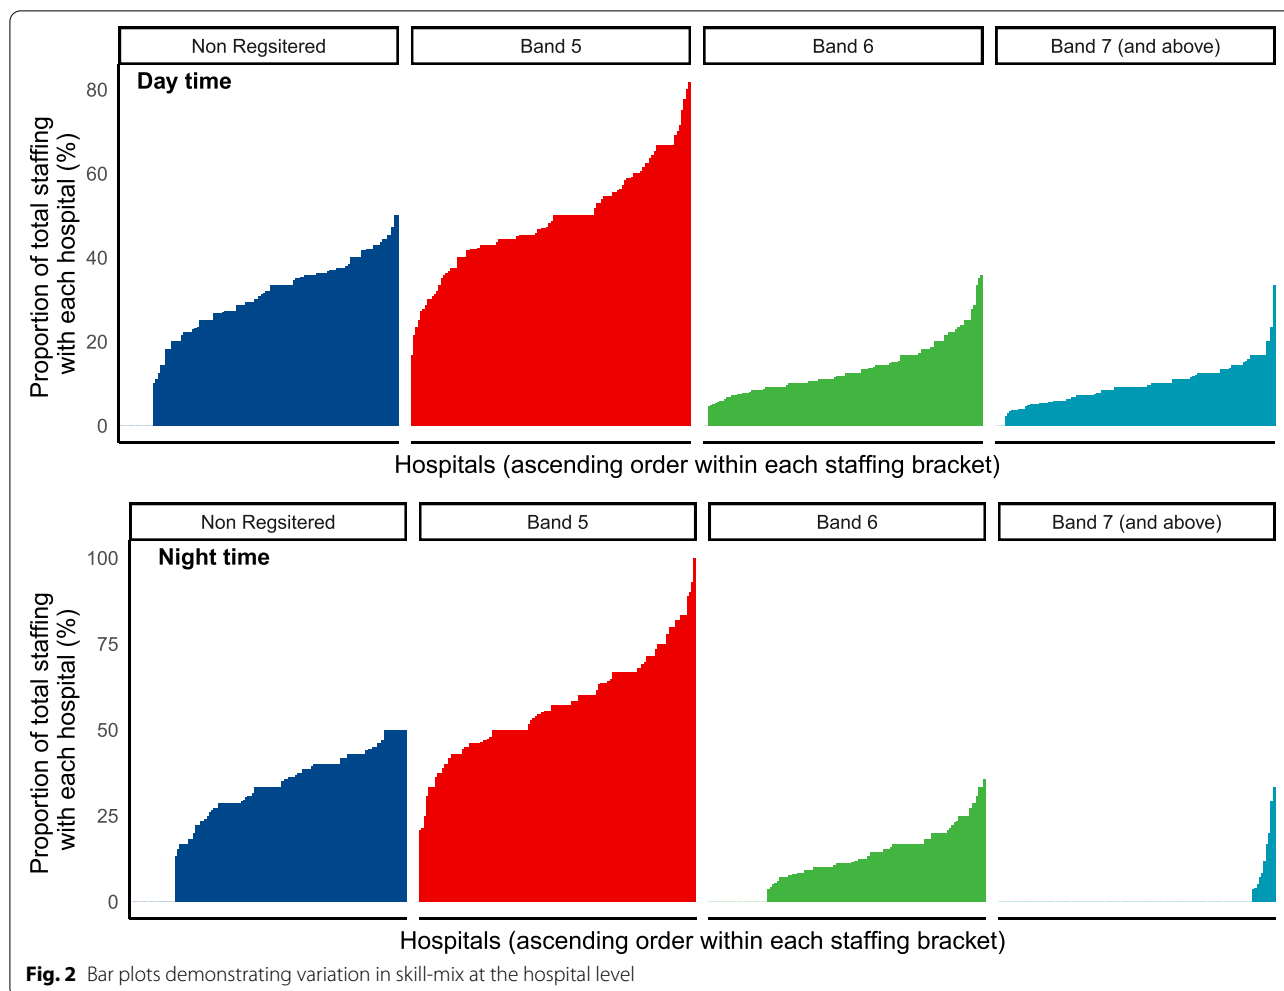 Non Regsitered
Band 5
Band 6
Band 7 (and above)
Day time
Proportion of total staffing
with each hospital (%)
80
60
40
20
0
Hospitals (ascending order within each staffing bracket)
Non Regsitered
Band 5
Band 6
Band 7 (and above)
Night time
Proportion of total staffing
with each hospital (%)
100
75
50
25
0
Hospitals (ascending order within each staffing bracket)
Fig. 2 Bar plots demonstrating variation in skill-mix at the hospital level